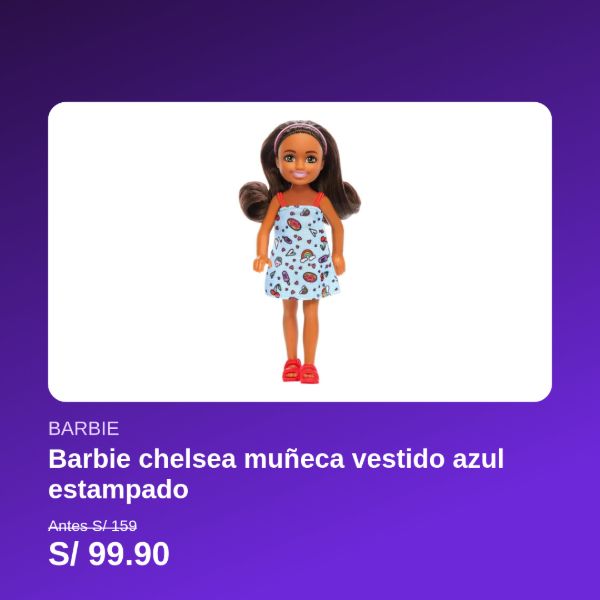 BARBIE
Barbie chelsea muñeca vestido azul
estampado
Antes S/ 159
S/ 99.90